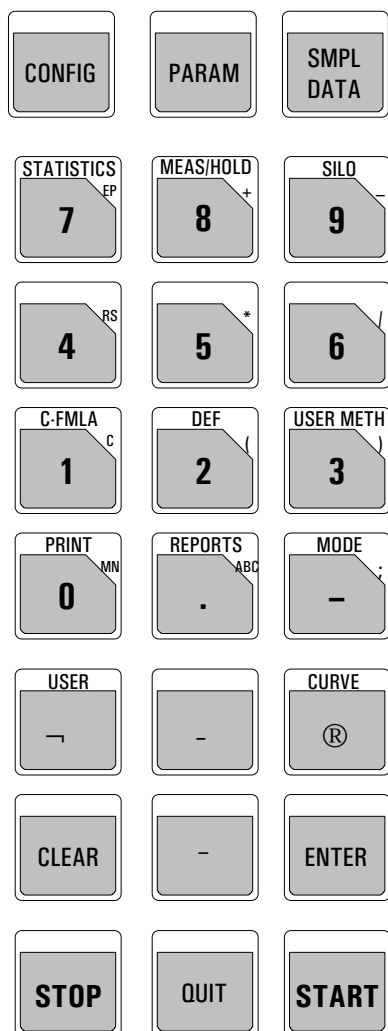 CONFIG PARAM SMPL DATA
STATISTICS MEAS/HOLD SILO
EP + –
7 8 9
RS * /
4 5 6
C-FMLA DEF USER METH
C ( )
1 2 3
PRINT REPORTS MODE
MN ABC ;
0 . –
USER CURVE
¬ - ®
CLEAR – ENTER
STOP QUIT START